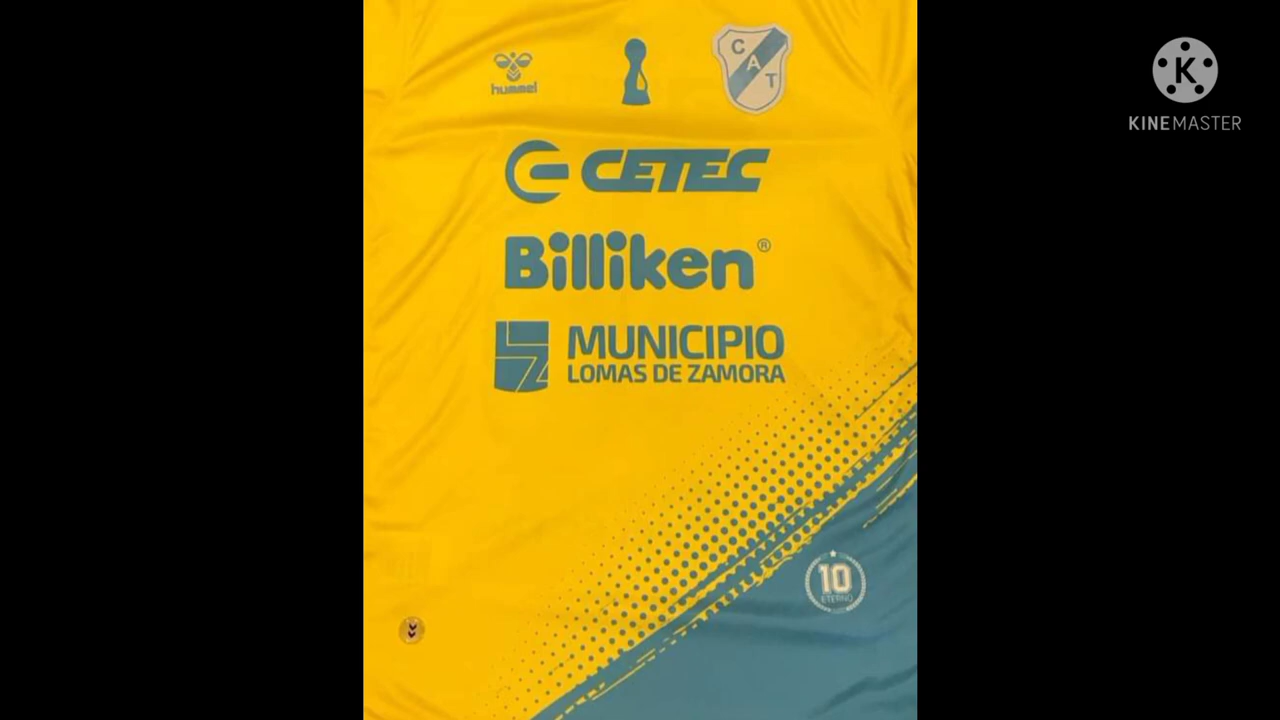 hummel
C
A
T
CETEC
Billiken®
MUNICIPIO
LOMAS DE ZAMORA
10
ETERNO
KINEMASTER
K